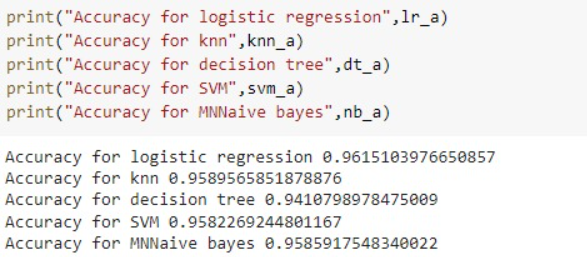 print("Accuracy for logistic regression",lr_a)
print("Accuracy for knn",knn_a)
print("Accuracy for decision tree",dt_a)
print("Accuracy for SVM",svm_a)
print("Accuracy for MNNaive bayes",nb_a)
Accuracy for logistic regression 0.9615103976650857
Accuracy for knn 0.9589565851878876
Accuracy for decision tree 0.9410798978475009
Accuracy for SVM 0.9582269244801167
Accuracy for MNNaive bayes 0.9585917548340022